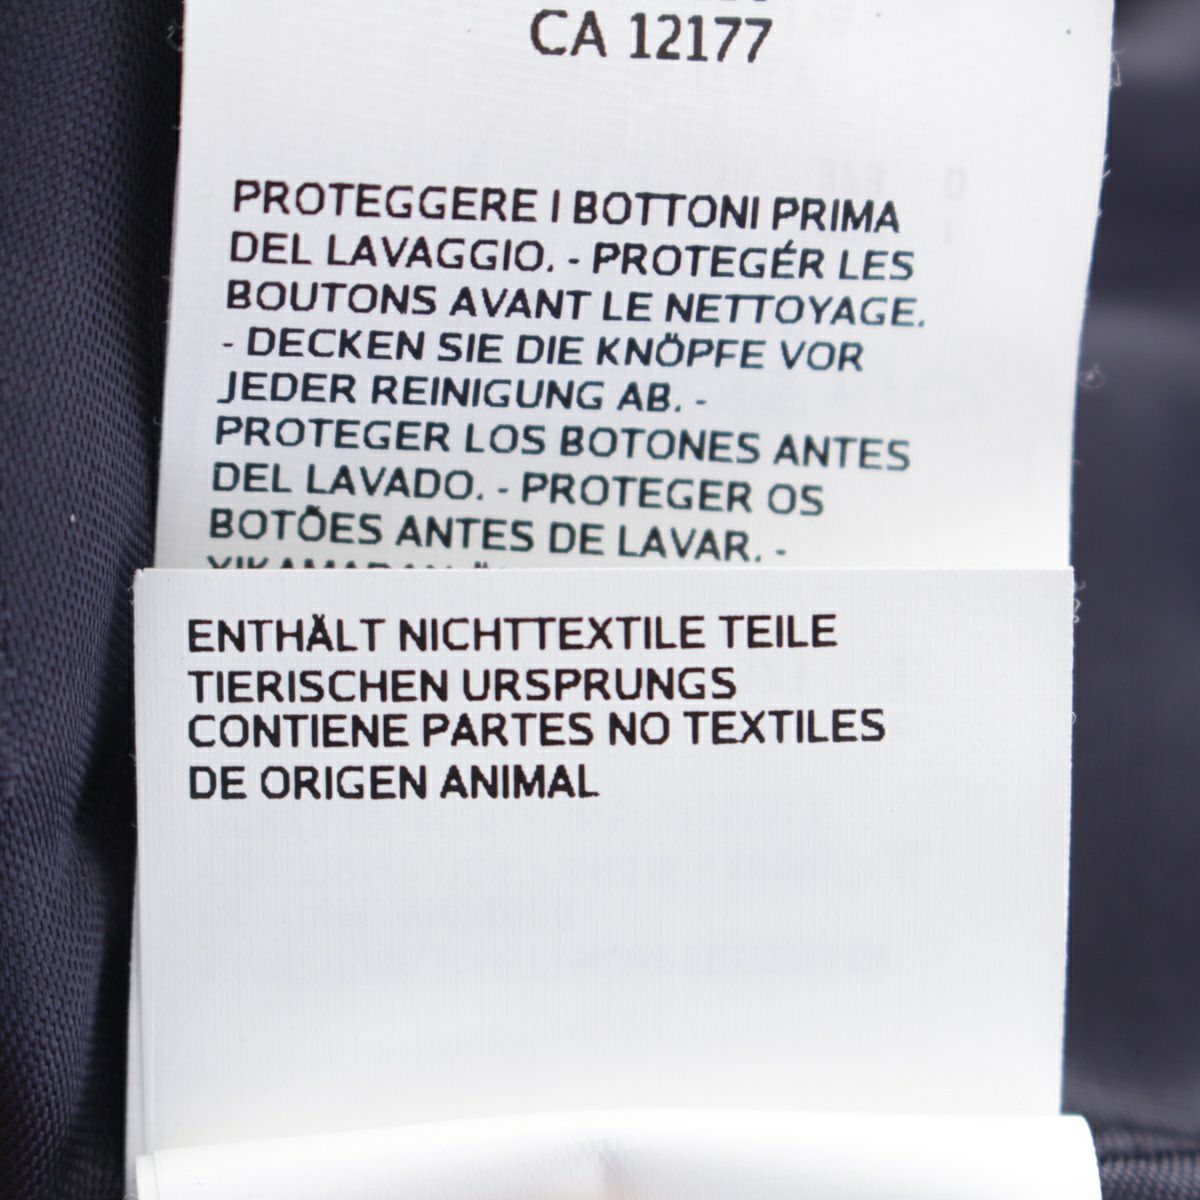 CA 12177
PROTEGGERE I BOTTONI PRIMA
DEL LAVAGGIO. - PROTEGÉR LES
BOUTONS AVANT LE NETTOYAGE.
- DECKEN SIE DIE KNÖPFE VOR
JEDER REINIGUNG AB. -
PROTEGER LOS BOTONES ANTES
DEL LAVADO. - PROTEGER OS
BOTÕES ANTES DE LAVAR. -
ENTHÄLT NICHTTEXTILE TEILE
TIERISCHEN URSPRUNGS
CONTIENE PARTES NO TEXTILES
DE ORIGEN ANIMAL